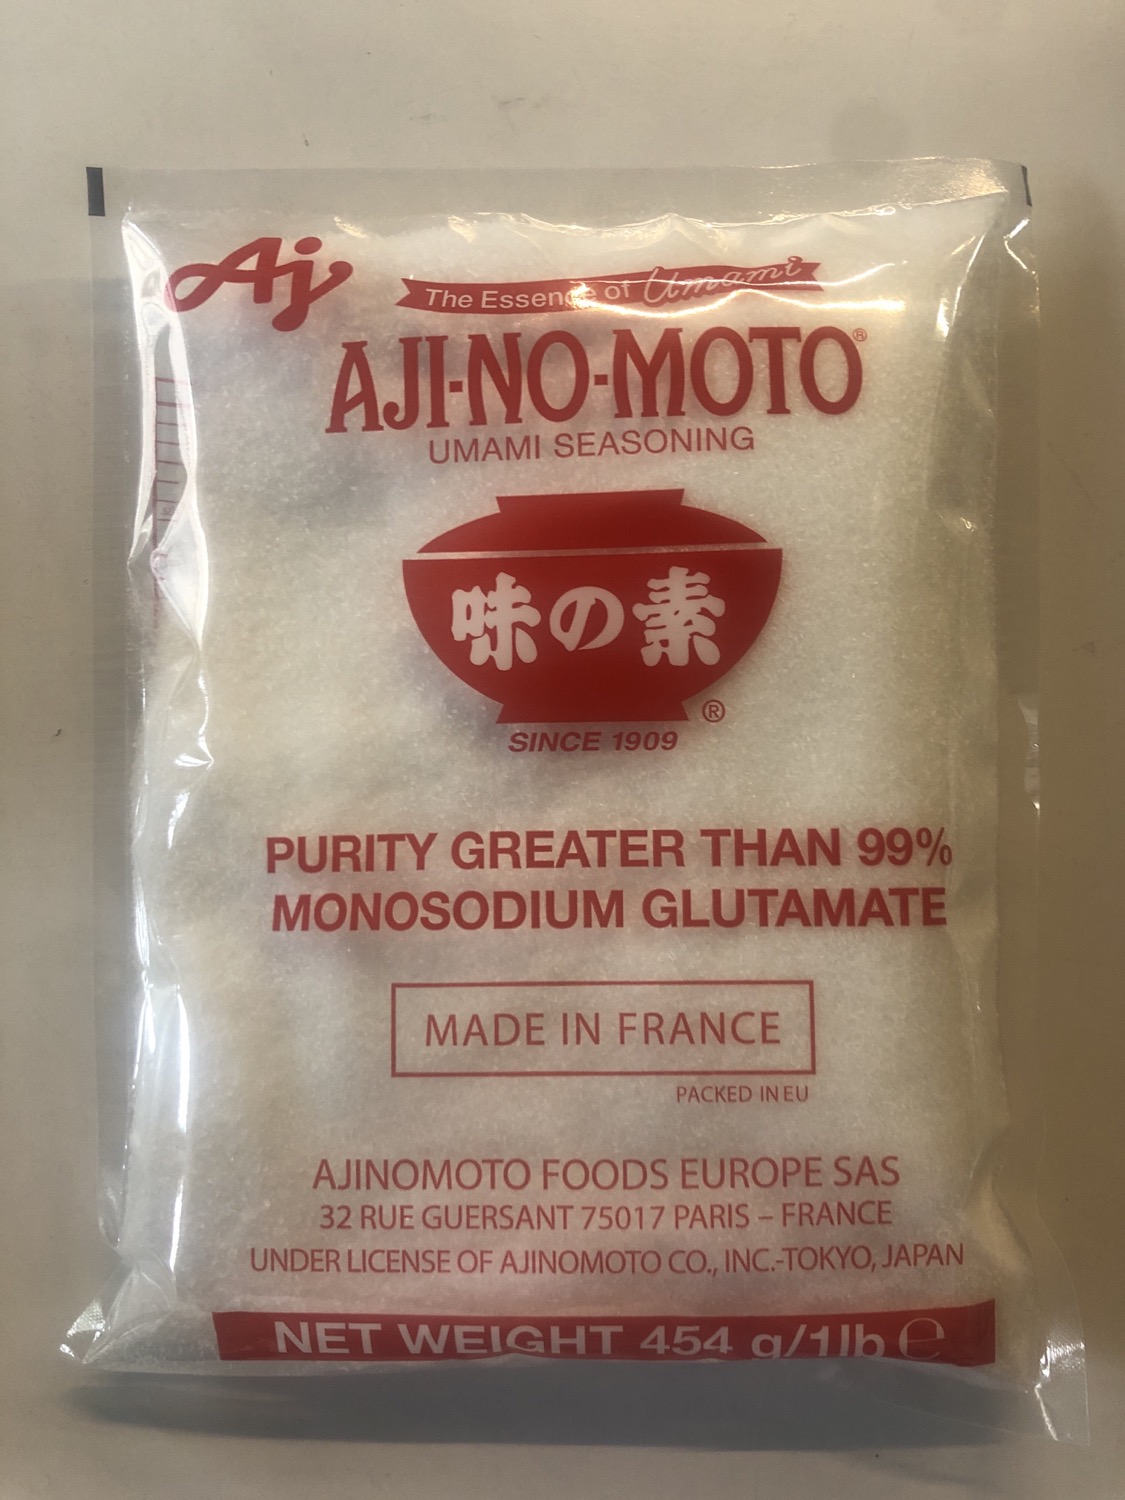 Aj
The Essence of Umami
AJI-NO-MOTO®
UMAMI SEASONING
味の素
®
SINCE 1909
PURITY GREATER THAN 99%
MONOSODIUM GLUTAMATE
MADE IN FRANCE
PACKED IN EU
AJINOMOTO FOODS EUROPE SAS
32 RUE GUERSANT 75017 PARIS – FRANCE
UNDER LICENSE OF AJINOMOTO CO., INC.-TOKYO, JAPAN
NET WEIGHT 454 g/1lb ℮